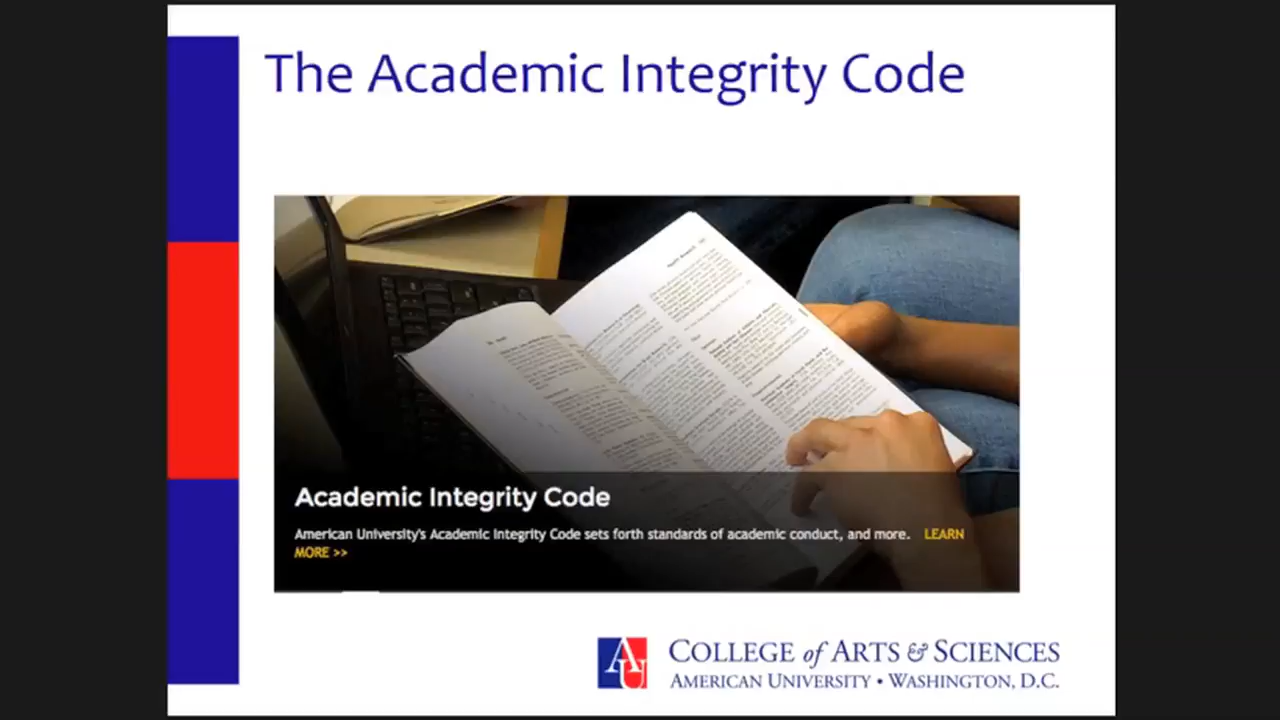 The Academic Integrity Code
Academic Integrity Code
American University's Academic Integrity Code sets forth standards of academic conduct, and more. LEARN
MORE >>
AU COLLEGE of ARTS & SCIENCES
AMERICAN UNIVERSITY • WASHINGTON, D.C.